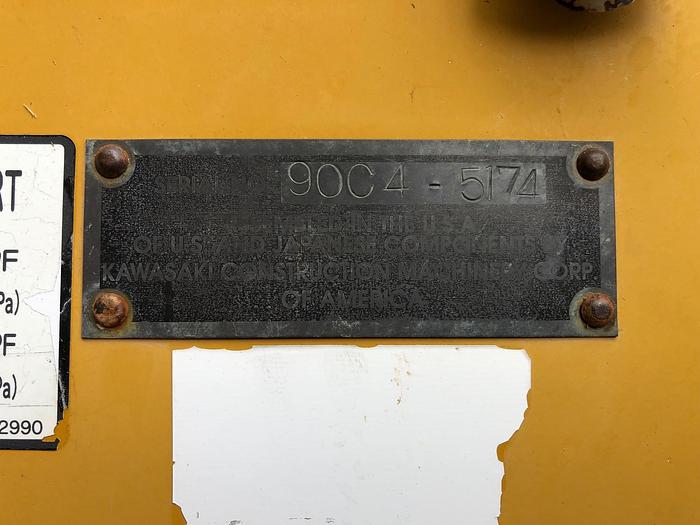 RT
PF
Pa)
PF
Pa)
2990
SERIAL NO. 90C4 - 5174
IN THE U.S.A.
OF U.S. AND JAPANESE COMPONENTS BY
KAWASAKI CONSTRUCTION MACHINERY CORP.
OF AMERICA